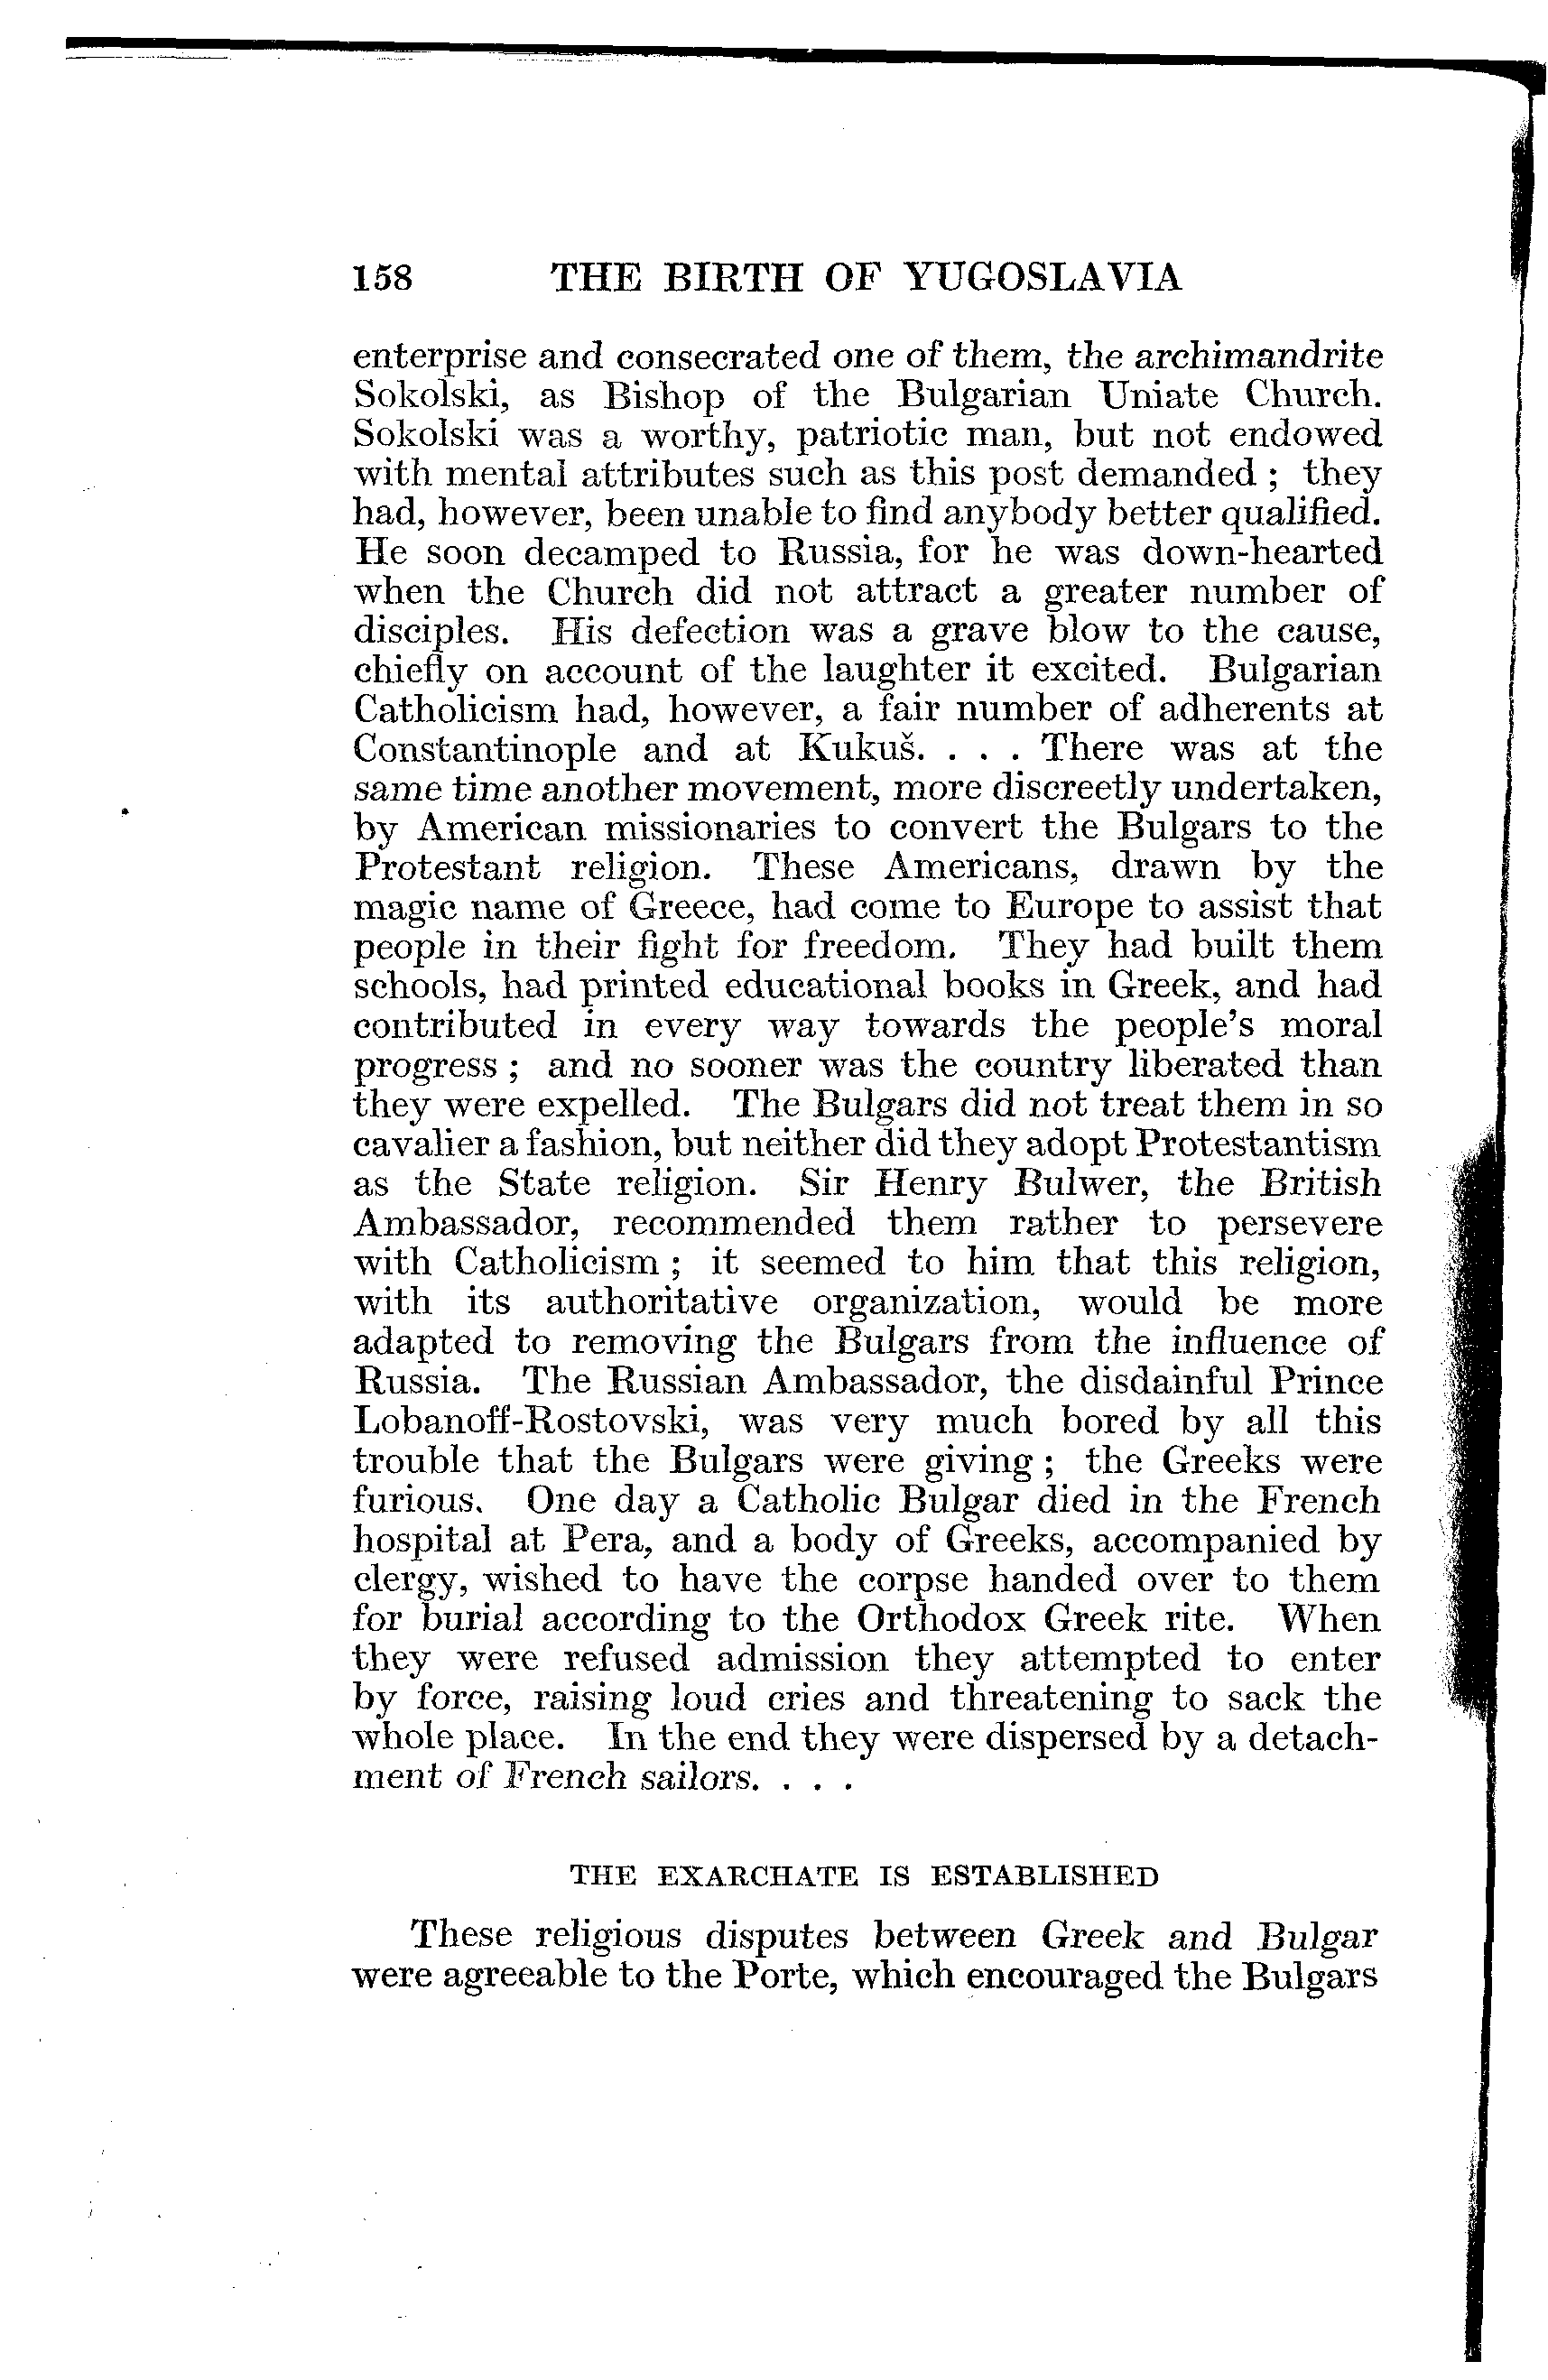 158 THE BIRTH OF YUGOSLAVIA
enterprise and consecrated one of them, the archimandrite
Sokolski, as Bishop of the Bulgarian Uniate Church.
Sokolski was a worthy, patriotic man, but not endowed
with mental attributes such as this post demanded ; they
had, however, been unable to find anybody better qualified.
He soon decamped to Russia, for he was down-hearted
when the Church did not attract a greater number of
disciples. His defection was a grave blow to the cause,
chiefly on account of the laughter it excited. Bulgarian
Catholicism had, however, a fair number of adherents at
Constantinople and at Kukuš. . . . There was at the
same time another movement, more discreetly undertaken,
by American missionaries to convert the Bulgars to the
Protestant religion. These Americans, drawn by the
magic name of Greece, had come to Europe to assist that
people in their fight for freedom. They had built them
schools, had printed educational books in Greek, and had
contributed in every way towards the people's moral
progress ; and no sooner was the country liberated than
they were expelled. The Bulgars did not treat them in so
cavalier a fashion, but neither did they adopt Protestantism
as the State religion. Sir Henry Bulwer, the British
Ambassador, recommended them rather to persevere
with Catholicism ; it seemed to him that this religion,
with its authoritative organization, would be more
adapted to removing the Bulgars from the influence of
Russia. The Russian Ambassador, the disdainful Prince
Lobanoff-Rostovski, was very much bored by all this
trouble that the Bulgars were giving ; the Greeks were
furious. One day a Catholic Bulgar died in the French
hospital at Pera, and a body of Greeks, accompanied by
clergy, wished to have the corpse handed over to them
for burial according to the Orthodox Greek rite. When
they were refused admission they attempted to enter
by force, raising loud cries and threatening to sack the
whole place. In the end they were dispersed by a detach-
ment of French sailors. . . .
THE EXARCHATE IS ESTABLISHED
These religious disputes between Greek and Bulgar
were agreeable to the Porte, which encouraged the Bulgars